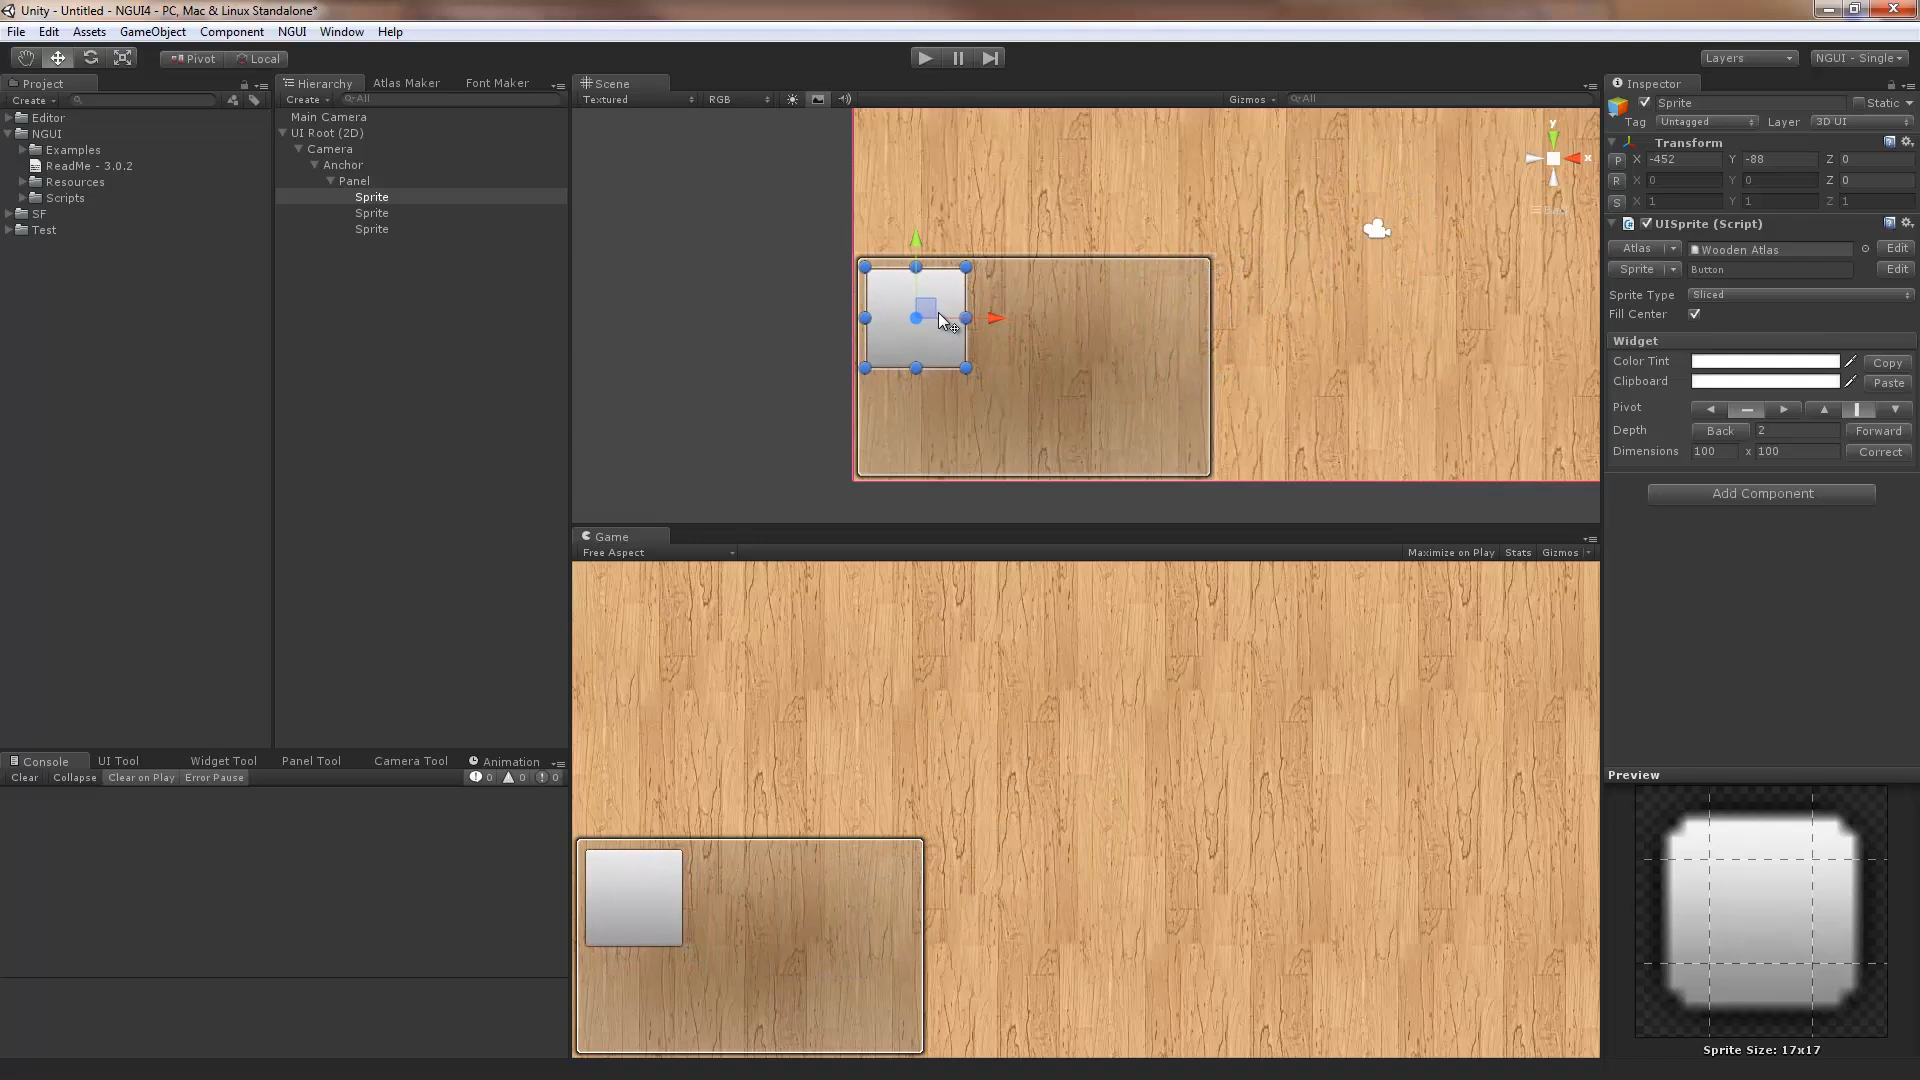 Unity - Untitled - NGUI4 - PC, Mac & Linux Standalone*
File Edit Assets GameObject Component NGUI Window Help
Pivot Local Layers NGUI - Single
Project
Create
Editor
NGUI
Examples
ReadMe - 3.0.2
Resources
Scripts
SF
Test
Hierarchy Atlas Maker Font Maker
Create All
Main Camera
UI Root (2D)
Camera
Anchor
Panel
Sprite
Sprite
Sprite
Scene
Textured RGB Gizmos All
y
x
Back
Game
Free Aspect Maximize on Play Stats Gizmos
Console UI Tool Widget Tool Panel Tool Camera Tool Animation
Clear Collapse Clear on Play Error Pause 0 0 0
Inspector
Sprite Static
Tag Untagged Layer 3D UI
Transform
P X -452 Y -88 Z 0
R X 0 Y 0 Z 0
S X 1 Y 1 Z 1
UISprite (Script)
Atlas Wooden Atlas Edit
Sprite Button Edit
Sprite Type Sliced
Fill Center
Widget
Color Tint Copy
Clipboard Paste
Pivot
Depth Back 2 Forward
Dimensions 100 x 100 Correct
Add Component
Preview
Sprite Size: 17x17